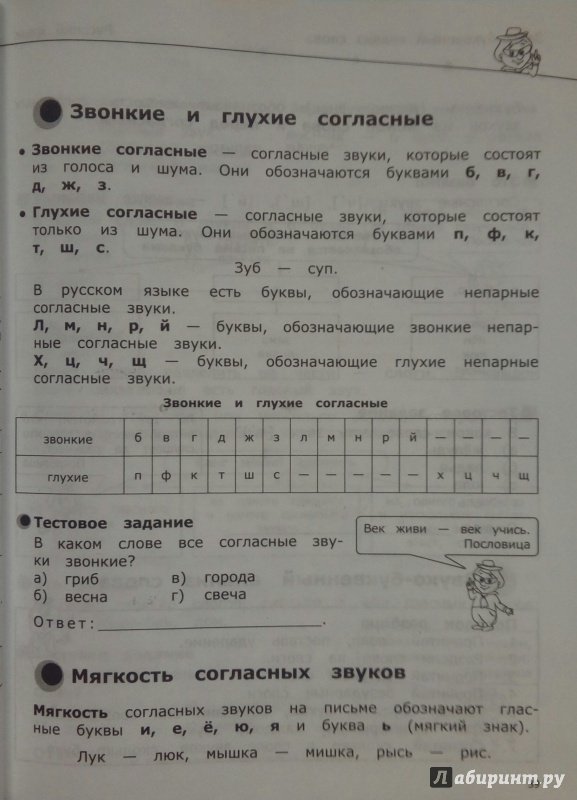 Звонкие и глухие согласные
• Звонкие согласные — согласные звуки, которые состоят
из голоса и шума. Они обозначаются буквами б, в, г,
д, ж, з.
• Глухие согласные — согласные звуки, которые состоят
только из шума. Они обозначаются буквами п, ф, к,
т, ш, с.
Зуб — суп.
В русском языке есть буквы, обозначающие непарные
согласные звуки.
Л, м, н, р, й — буквы, обозначающие звонкие непар-
ные согласные звуки.
Х, ц, ч, щ — буквы, обозначающие глухие непарные
согласные звуки.
Звонкие и глухие согласные
звонкие б в г д ж з л м н р й — — — —
глухие п ф к т ш с — — — — — х ц ч щ
Тестовое задание
В каком слове все согласные зву-
ки звонкие?
а) гриб в) города
б) весна г) свеча
Ответ: ______________.
Век живи — век учись.
Пословица
Мягкость согласных звуков
Мягкость согласных звуков на письме обозначают глас-
ные буквы и, е, ё, ю, я и буква ь (мягкий знак).
Лук — люк, мышка — мишка, рысь — рис.
Лабиринт.ру